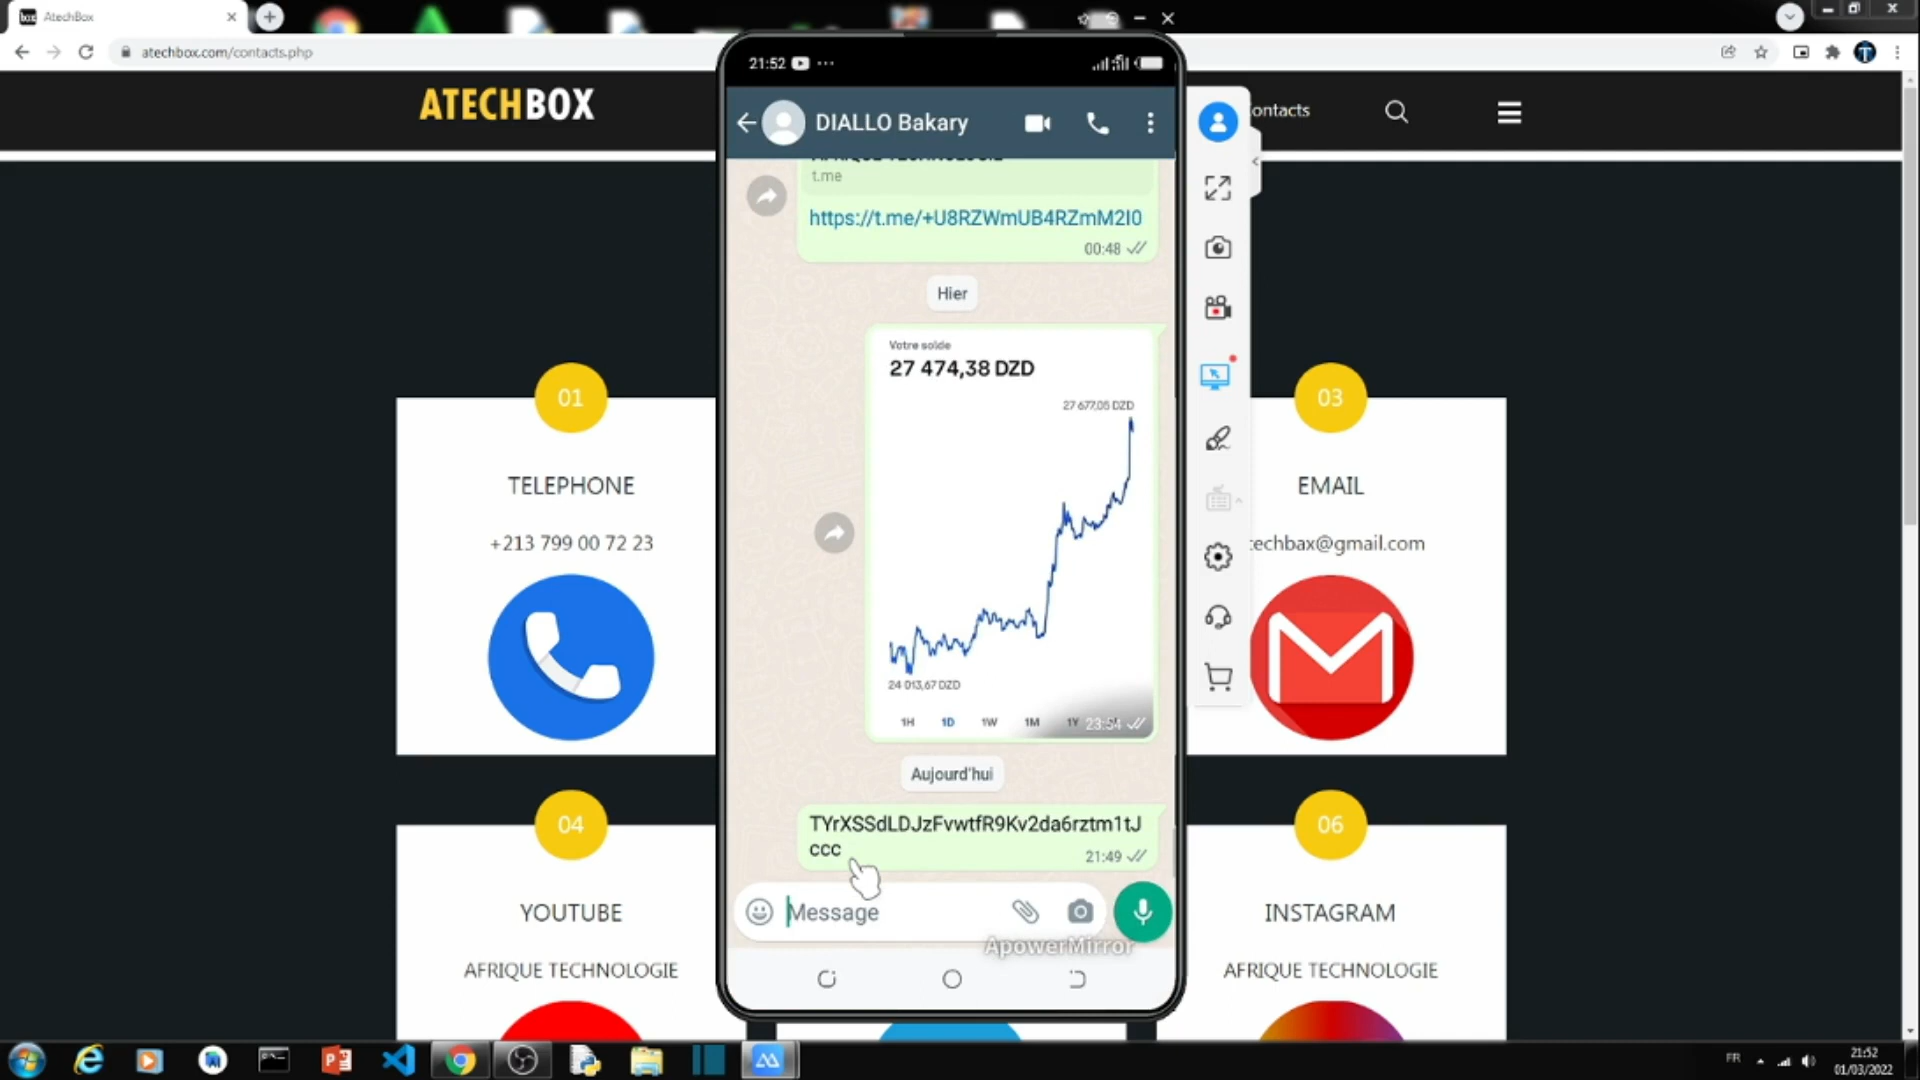 AtechBox
atechbox.com/contacts.php
21:52
ATECHBOX
DIALLO Bakary
t.me
https://t.me/+U8RZWmUB4RZmM2I0
00:48
Hier
Votre solde
27 474,38 DZD
27 677,05 DZD
24 013,67 DZD
1H 1D 1W 1M 1Y
23:54
Aujourd'hui
TYrXSSdLDJzFvwtfR9Kv2da6rztm1tJ
ccc
21:49
Message
ApowerMirror
01
TELEPHONE
+213 799 00 72 23
03
EMAIL
techbax@gmail.com
04
YOUTUBE
AFRIQUE TECHNOLOGIE
06
INSTAGRAM
AFRIQUE TECHNOLOGIE
FR
21:52
01/03/2022